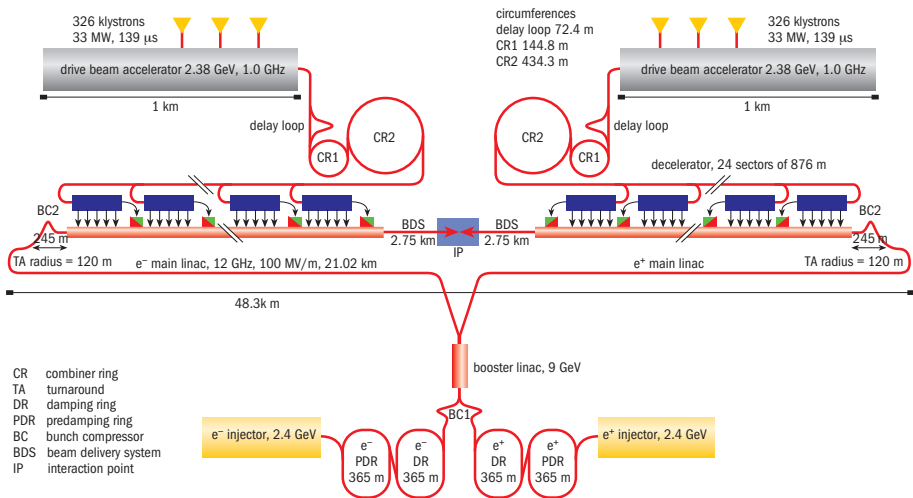 326 klystrons
33 MW, 139 μs
circumferences
delay loop 72.4 m
CR1 144.8 m
CR2 434.3 m
326 klystrons
33 MW, 139 μs
drive beam accelerator 2.38 GeV, 1.0 GHz
drive beam accelerator 2.38 GeV, 1.0 GHz
1 km
1 km
delay loop
CR2
CR1
CR2
CR1
delay loop
decelerator, 24 sectors of 876 m
BC2
BC2
245 m
BDS
2.75 km
IP
BDS
2.75 km
245 m
TA radius = 120 m
e⁻ main linac, 12 GHz, 100 MV/m, 21.02 km
e⁺ main linac
TA radius = 120 m
48.3k m
booster linac, 9 GeV
BC1
CR combiner ring
TA turnaround
DR damping ring
PDR predamping ring
BC bunch compressor
BDS beam delivery system
IP interaction point
e⁻ injector, 2.4 GeV
e⁻
PDR
365 m
e⁻
DR
365 m
e⁺
DR
365 m
e⁺
PDR
365 m
e⁺ injector, 2.4 GeV